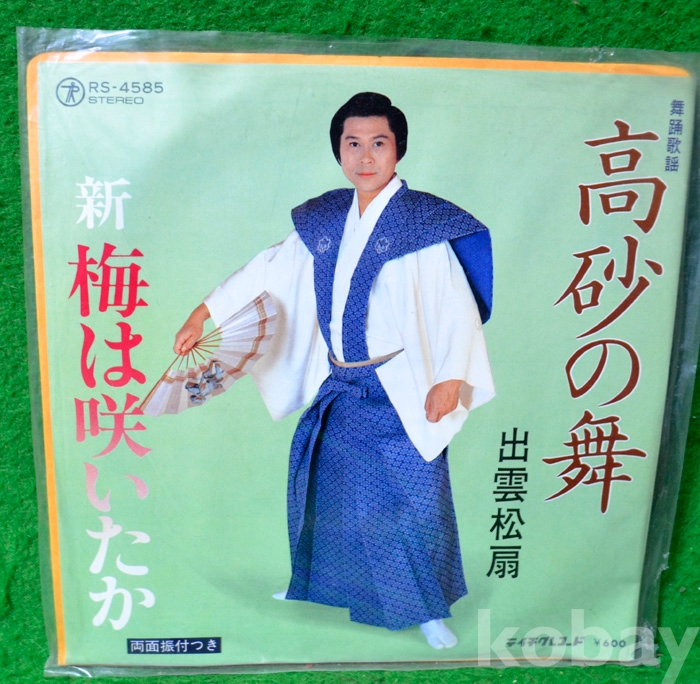 RS-4585
STEREO
舞踊歌謡
高砂の舞
出雲松扇
新
梅は咲いたか
両面振付つき
テイチクレコード ¥600
kobay